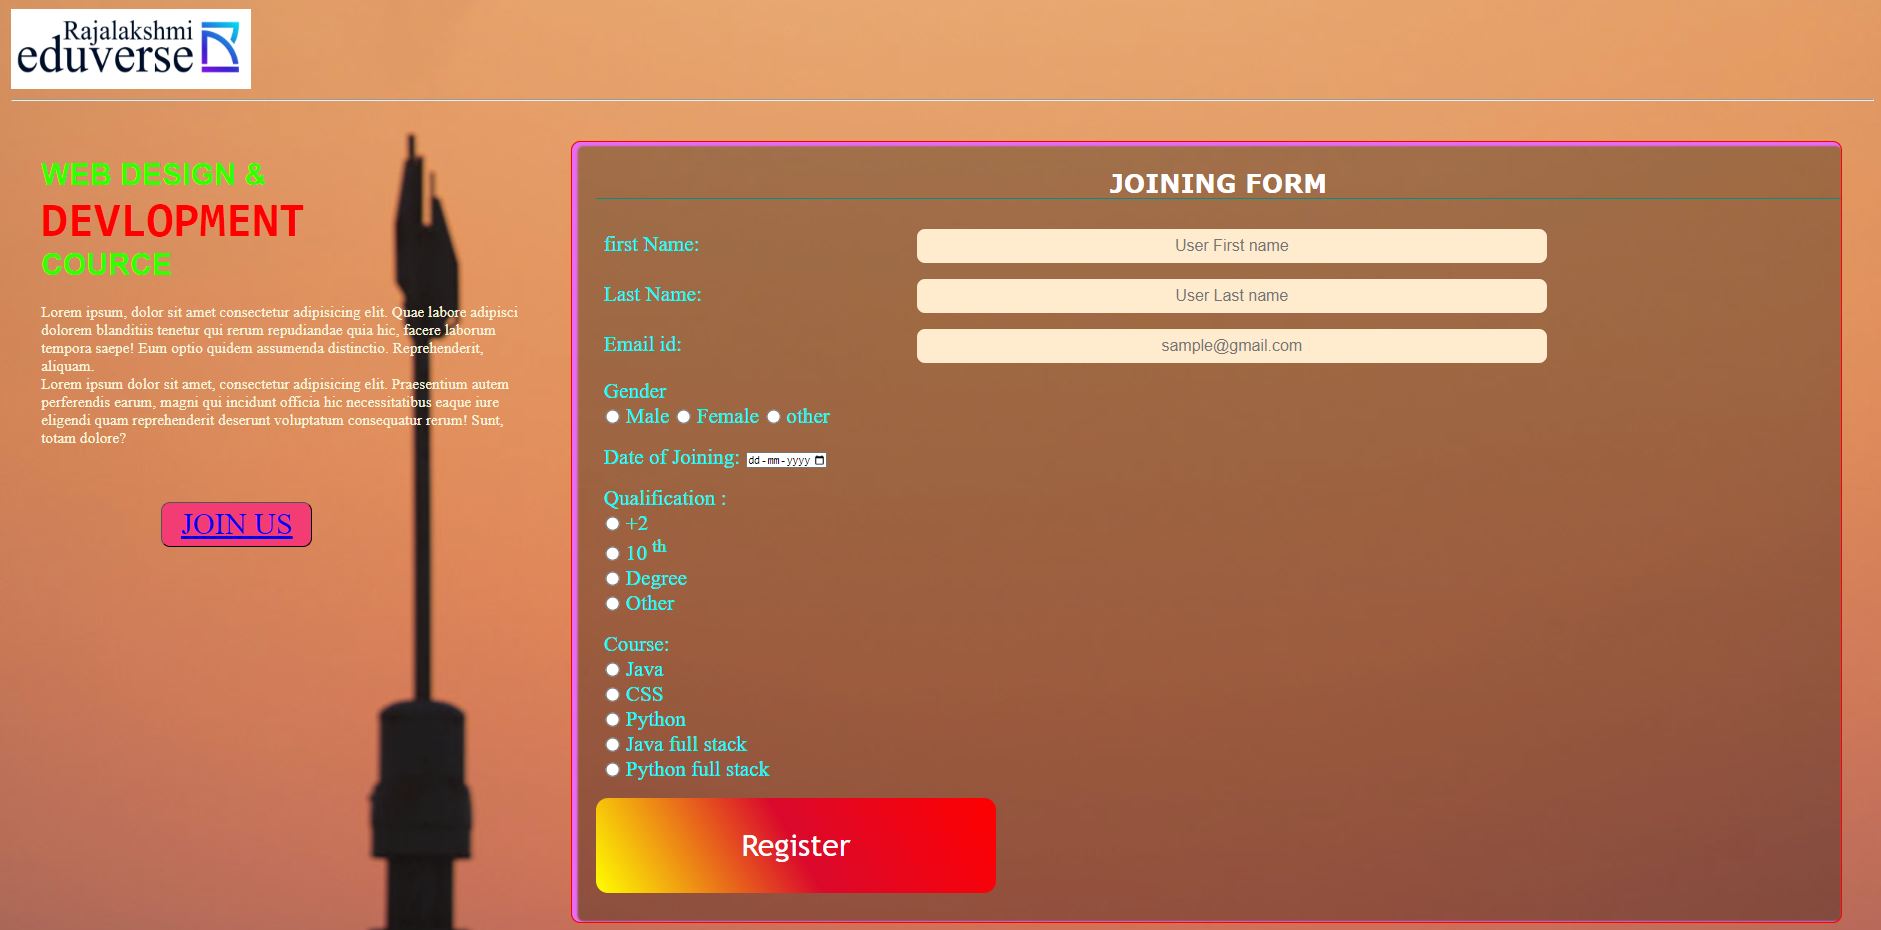 Rajalakshmi
eduverse
WEB DESIGN &
DEVLOPMENT
COURCE
Lorem ipsum, dolor sit amet consectetur adipisicing elit. Quae labore adipisci
dolorem blanditiis tenetur qui rerum repudiandae quia hic, facere laborum
tempora saepe! Eum optio quidem assumenda distinctio. Reprehenderit,
aliquam.
Lorem ipsum dolor sit amet, consectetur adipisicing elit. Praesentium autem
perferendis earum, magni qui incidunt officia hic necessitatibus eaque iure
eligendi quam reprehenderit deserunt voluptatum consequatur rerum! Sunt,
totam dolore?
JOIN US
JOINING FORM
first Name:
User First name
Last Name:
User Last name
Email id:
sample@gmail.com
Gender
Male Female other
Date of Joining: dd-mm-yyyy
Qualification :
+2
10 th
Degree
Other
Course:
Java
CSS
Python
Java full stack
Python full stack
Register